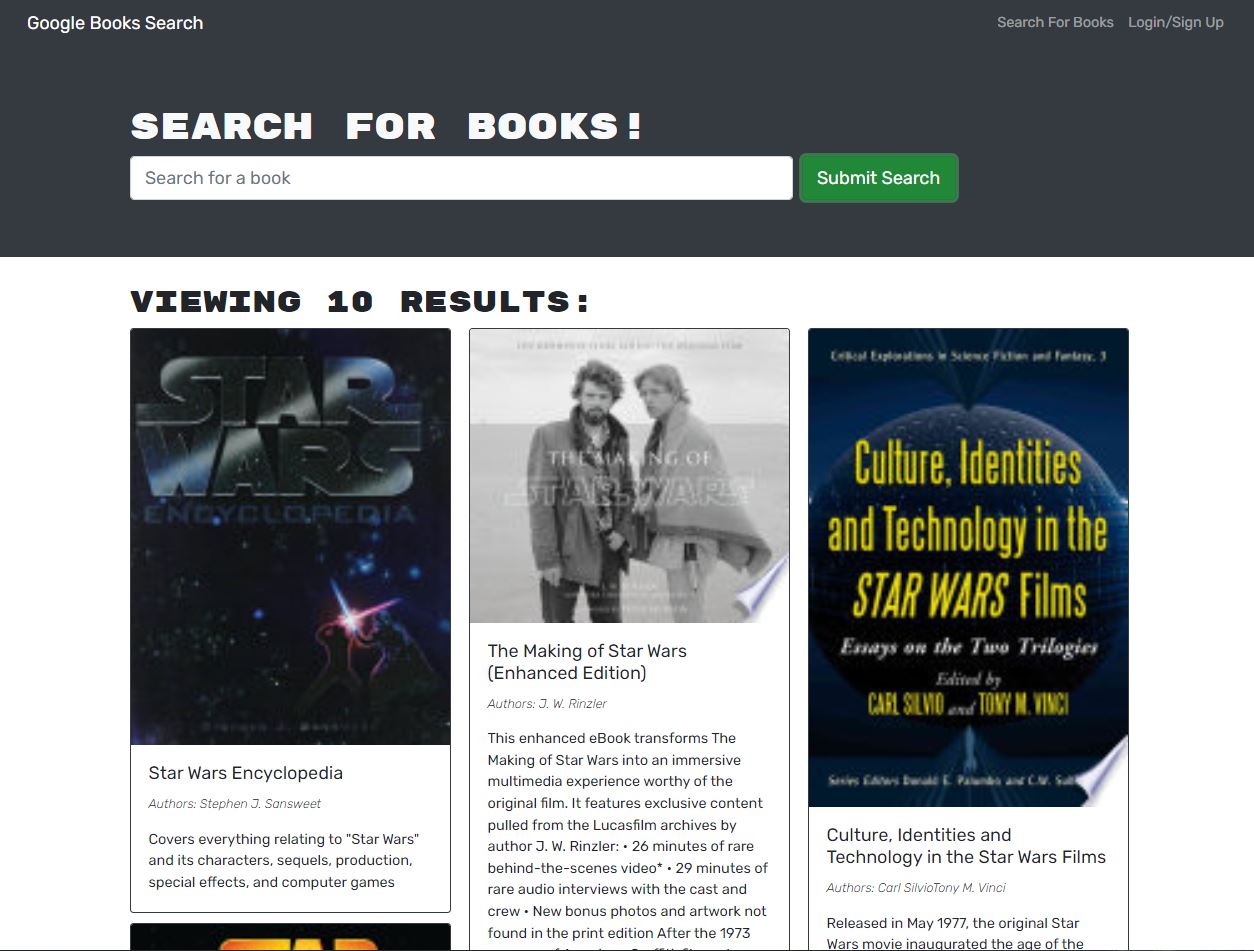 Google Books Search
Search For Books
Login/Sign Up
SEARCH FOR BOOKS!
Search for a book
Submit Search
VIEWING 10 RESULTS:
STAR
WARS
ENCYCLOPEDIA
Star Wars Encyclopedia
Authors: Stephen J. Sansweet
Covers everything relating to "Star Wars"
and its characters, sequels, production,
special effects, and computer games
THE MAKING OF
STAR WARS
The Making of Star Wars
(Enhanced Edition)
Authors: J. W. Rinzler
This enhanced eBook transforms The
Making of Star Wars into an immersive
multimedia experience worthy of the
original film. It features exclusive content
pulled from the Lucasfilm archives by
author J. W. Rinzler: • 26 minutes of rare
behind-the-scenes video* • 29 minutes of
rare audio interviews with the cast and
crew • New bonus photos and artwork not
found in the print edition After the 1973
Critical Explorations in Science Fiction and Fantasy, 3
Culture, Identities
and Technology in the
STAR WARS Films
Essays on the Two Trilogies
Edited by
CARL SILVIO and TONY M. VINCI
Series Editors Donald E. Palumbo and C.W.
Culture, Identities and
Technology in the Star Wars Films
Authors: Carl SilvioTony M. Vinci
Released in May 1977, the original Star
Wars movie inaugurated the age of the